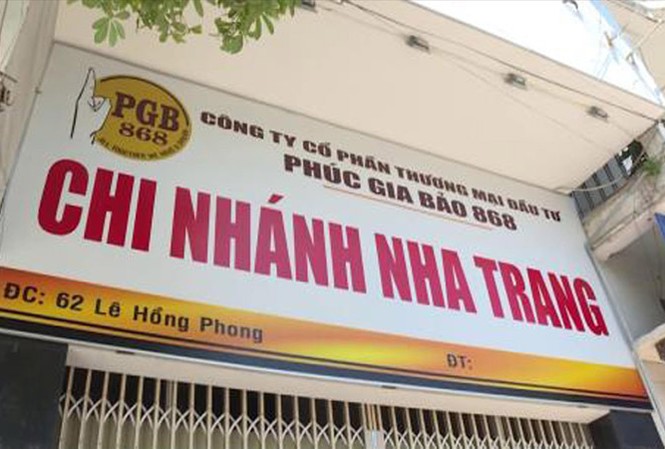 PGB
868
CÔNG TY CỔ PHẦN THƯƠNG MẠI ĐẦU TƯ
PHÚC GIA BẢO 868
CHI NHÁNH NHA TRANG
ĐC: 62 Lê Hồng Phong
ĐT: